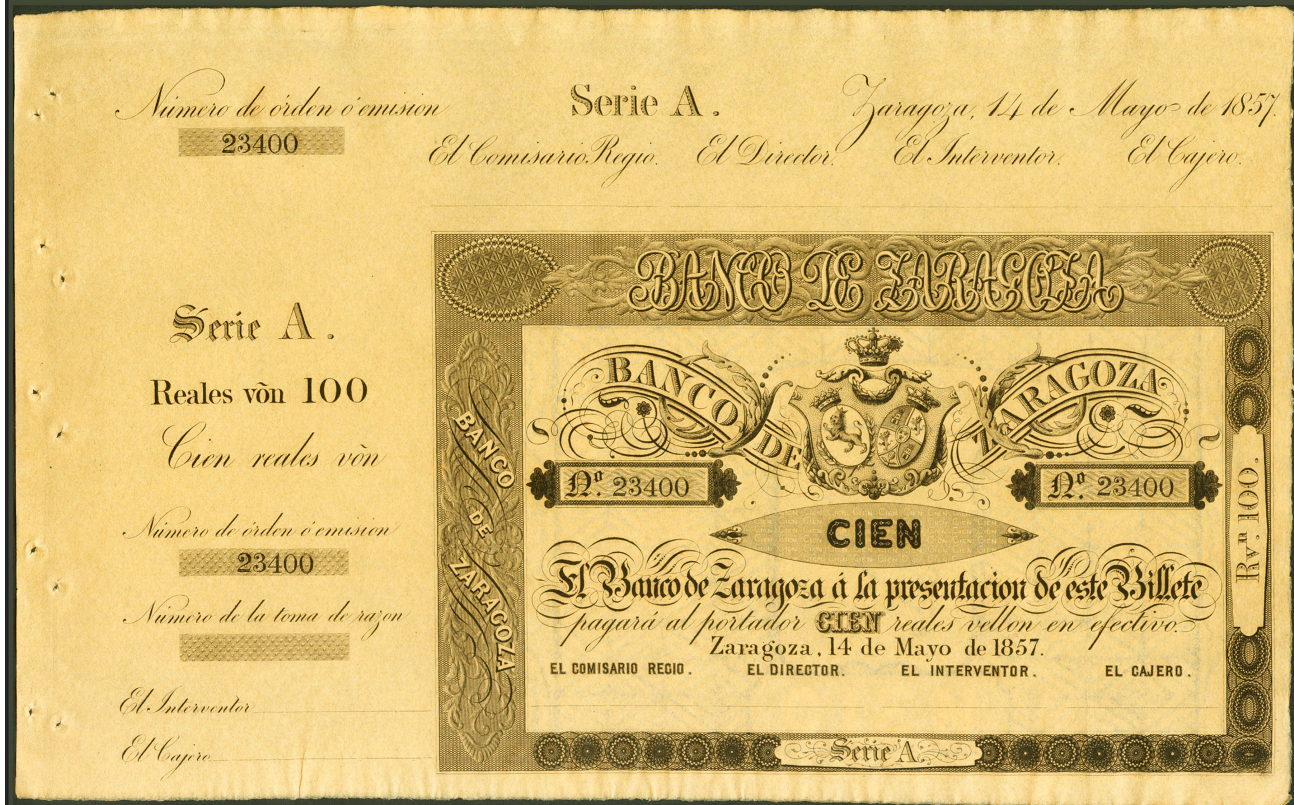 Número de órden ó emision
23400
Serie A.
Zaragoza, 14 de Mayo de 1857.
El Comisario Regio. El Director. El Interventor. El Cajero.
Serie A.
Reales võn 100
Cien reales võn
Número de órden ó emision
23400
Número de la toma de razon
El Interventor
El Cajero
BANCO DE ZARAGOZA
BANCO DE ZARAGOZA
BANCO DE ZARAGOZA
Nº. 23400
Nº. 23400
CIEN
El Banco de Zaragoza á la presentacion de este Billete
pagará al portador CIEN reales vellon en efectivo.
Zaragoza, 14 de Mayo de 1857.
EL COMISARIO REGIO. EL DIRECTOR. EL INTERVENTOR. EL CAJERO.
Rv.n 100.
Serie A.